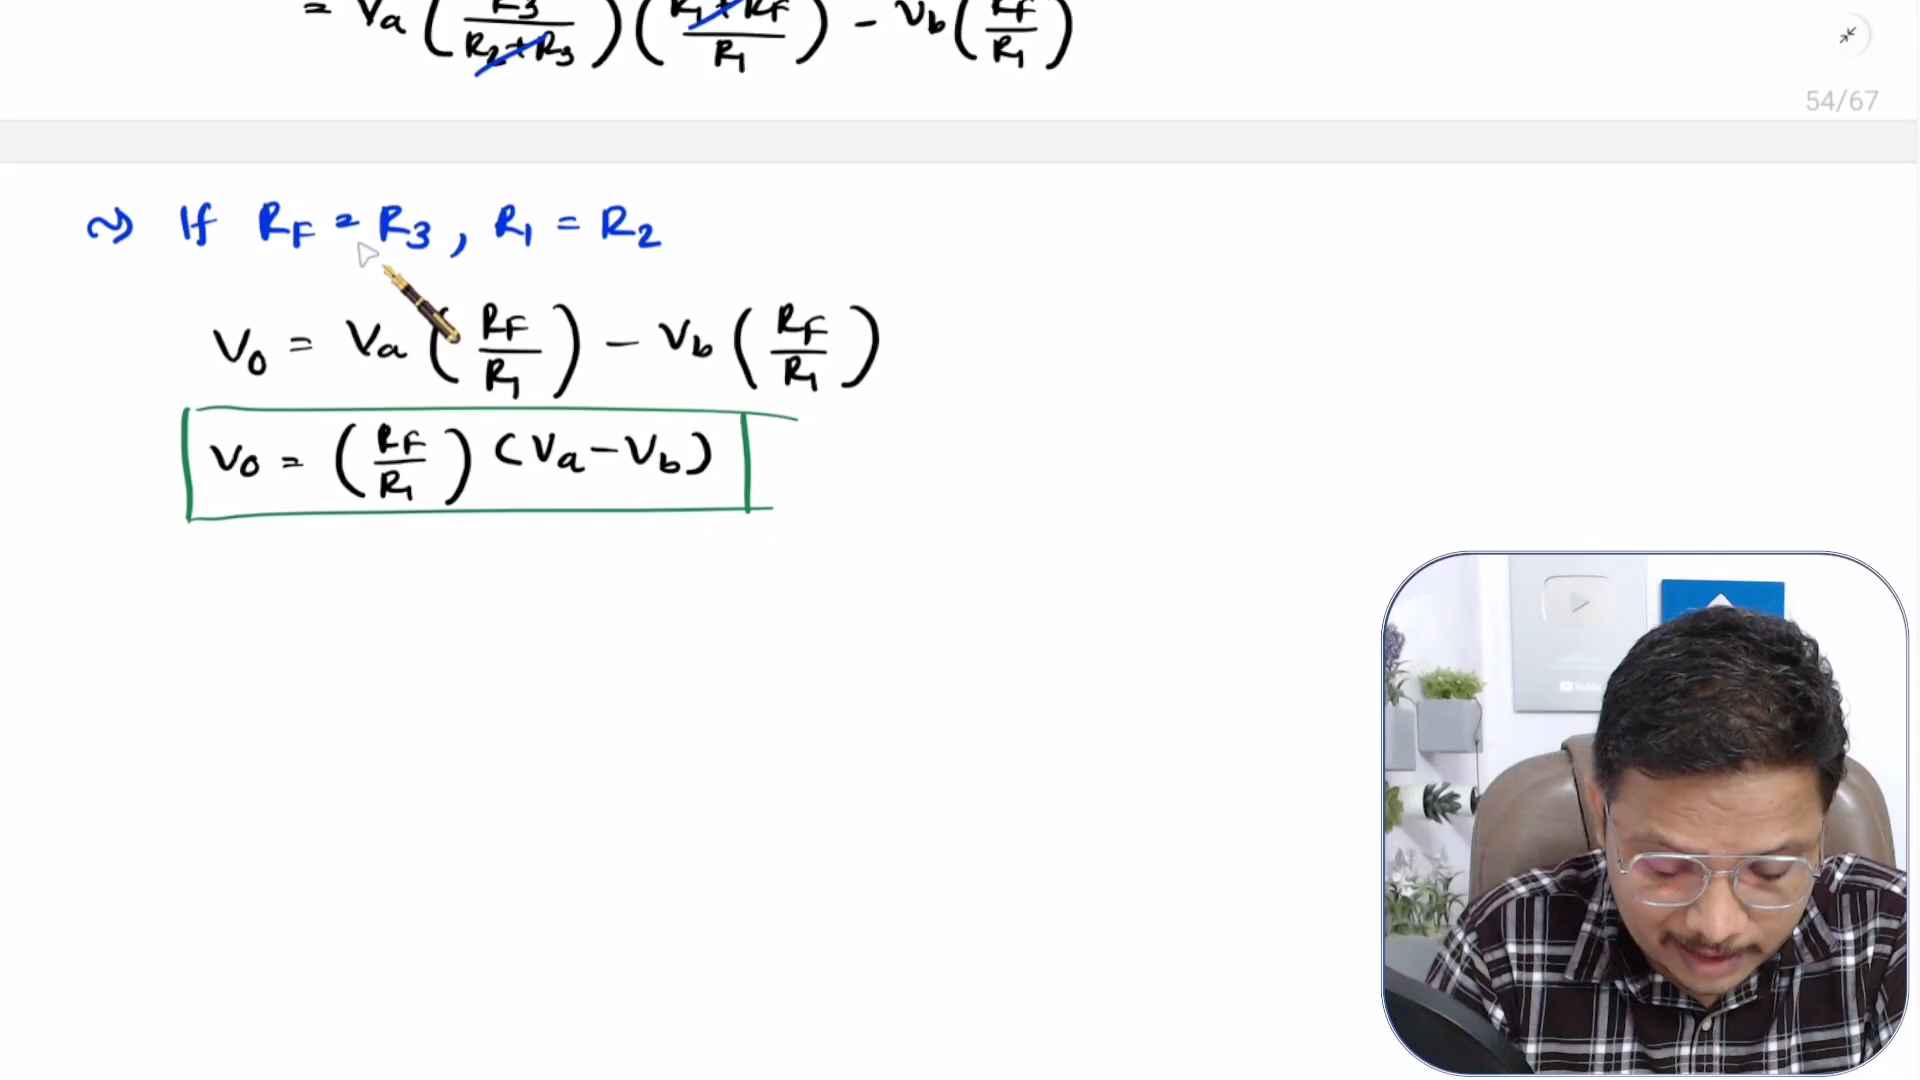 = Va (R3/R2+R3) (R1+RF/R1) - Vb (RF/R1)
54/67
~> If RF = R3, R1 = R2
V0 = Va (RF/R1) - Vb (RF/R1)
V0 = (RF/R1) (Va - Vb)